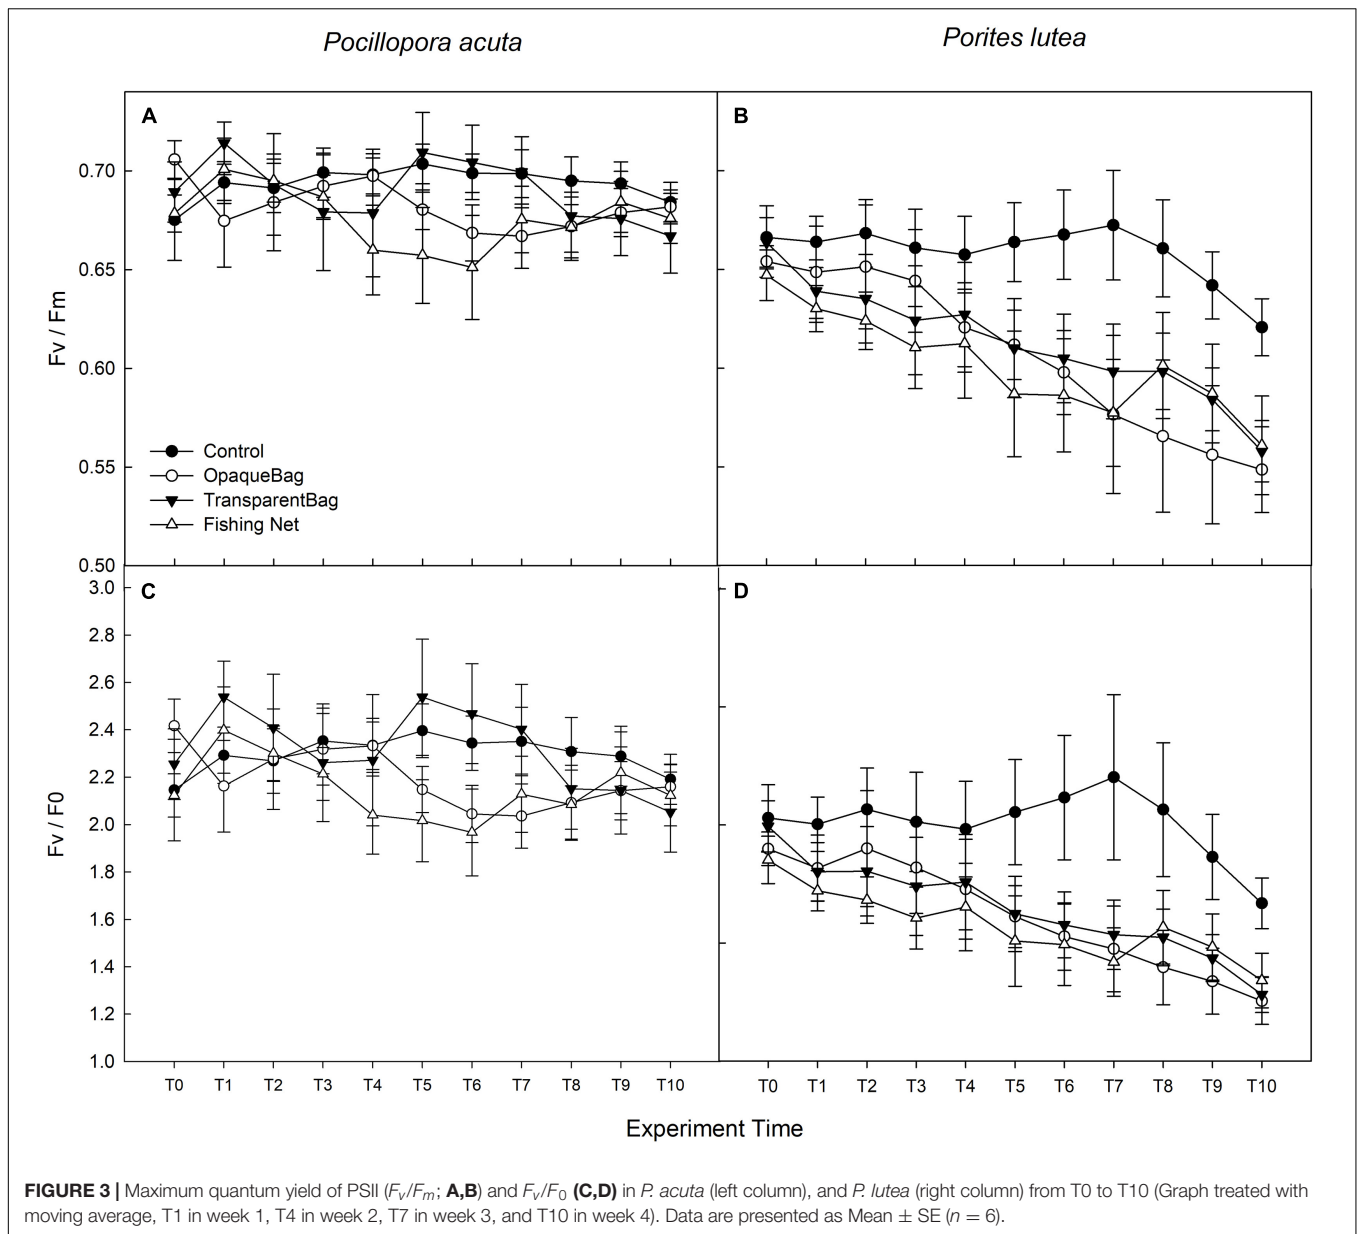 Pocillopora acuta
Porites lutea
A
B
0.70
0.65
0.60
0.55
0.50
Fv / Fm
Control
OpaqueBag
TransparentBag
Fishing Net
C
D
3.0
2.8
2.6
2.4
2.2
2.0
1.8
1.6
1.4
1.2
1.0
Fv / F0
T0 T1 T2 T3 T4 T5 T6 T7 T8 T9 T10
T0 T1 T2 T3 T4 T5 T6 T7 T8 T9 T10
Experiment Time
FIGURE 3 | Maximum quantum yield of PSII (Fv/Fm; A,B) and Fv/F0 (C,D) in P. acuta (left column), and P. lutea (right column) from T0 to T10 (Graph treated with
moving average, T1 in week 1, T4 in week 2, T7 in week 3, and T10 in week 4). Data are presented as Mean ± SE (n = 6).